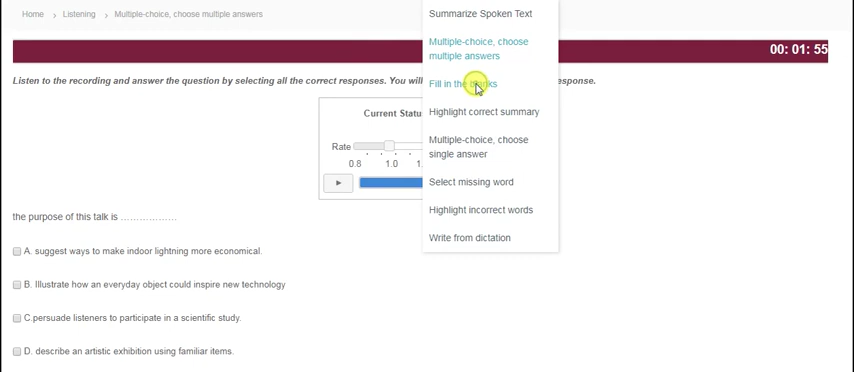 Home > Listening > Multiple-choice, choose multiple answers
Summarize Spoken Text
Multiple-choice, choose
multiple answers
Fill in the blanks
Highlight correct summary
Multiple-choice, choose
single answer
Select missing word
Highlight incorrect words
Write from dictation
00: 01: 55
Listen to the recording and answer the question by selecting all the correct responses. You will
esponse.
Current Statu
Rate
0.8 1.0 1.
the purpose of this talk is ………………
A. suggest ways to make indoor lightning more economical.
B. Illustrate how an everyday object could inspire new technology
C.persuade listeners to participate in a scientific study.
D. describe an artistic exhibition using familiar items.